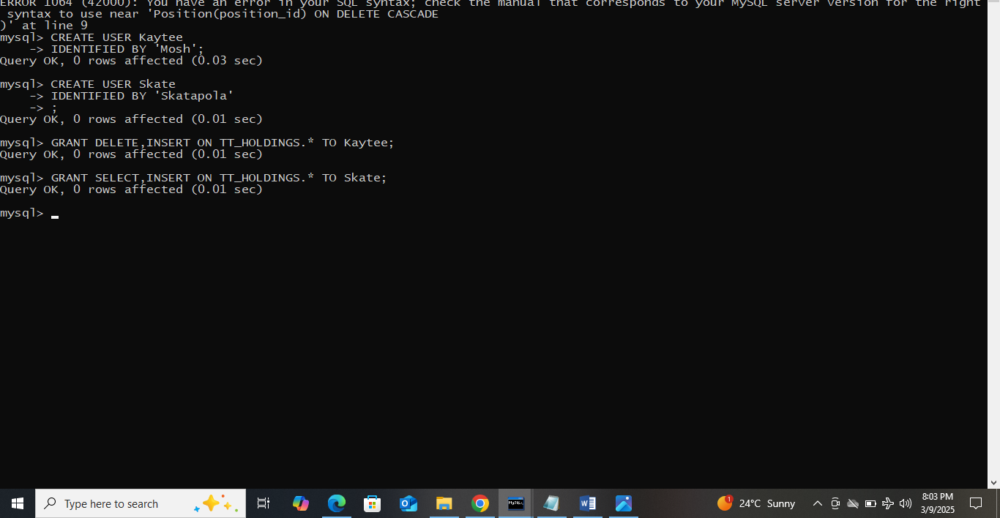 ERROR 1064 (42000): You have an error in your SQL syntax; check the manual that corresponds to your MySQL server version for the right
 syntax to use near 'Position(position_id) ON DELETE CASCADE
)' at line 9
mysql> CREATE USER Kaytee
    -> IDENTIFIED BY 'Mosh';
Query OK, 0 rows affected (0.03 sec)

mysql> CREATE USER Skate
    -> IDENTIFIED BY 'Skatapola'
    -> ;
Query OK, 0 rows affected (0.01 sec)

mysql> GRANT DELETE,INSERT ON TT_HOLDINGS.* TO Kaytee;
Query OK, 0 rows affected (0.01 sec)

mysql> GRANT SELECT,INSERT ON TT_HOLDINGS.* TO Skate;
Query OK, 0 rows affected (0.01 sec)

mysql> _
Type here to search
1
24°C Sunny
8:03 PM
3/9/2025